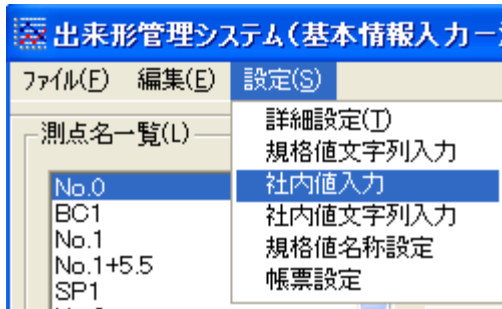 出来形管理システム(基本情報入力ー
ファイル(F) 編集(E) 設定(S)
詳細設定(T)
規格値文字列入力
社内値入力
社内値文字列入力
規格値名称設定
帳票設定
測点名一覧(L)
No.0
BC1
No.1
No.1+5.5
SP1